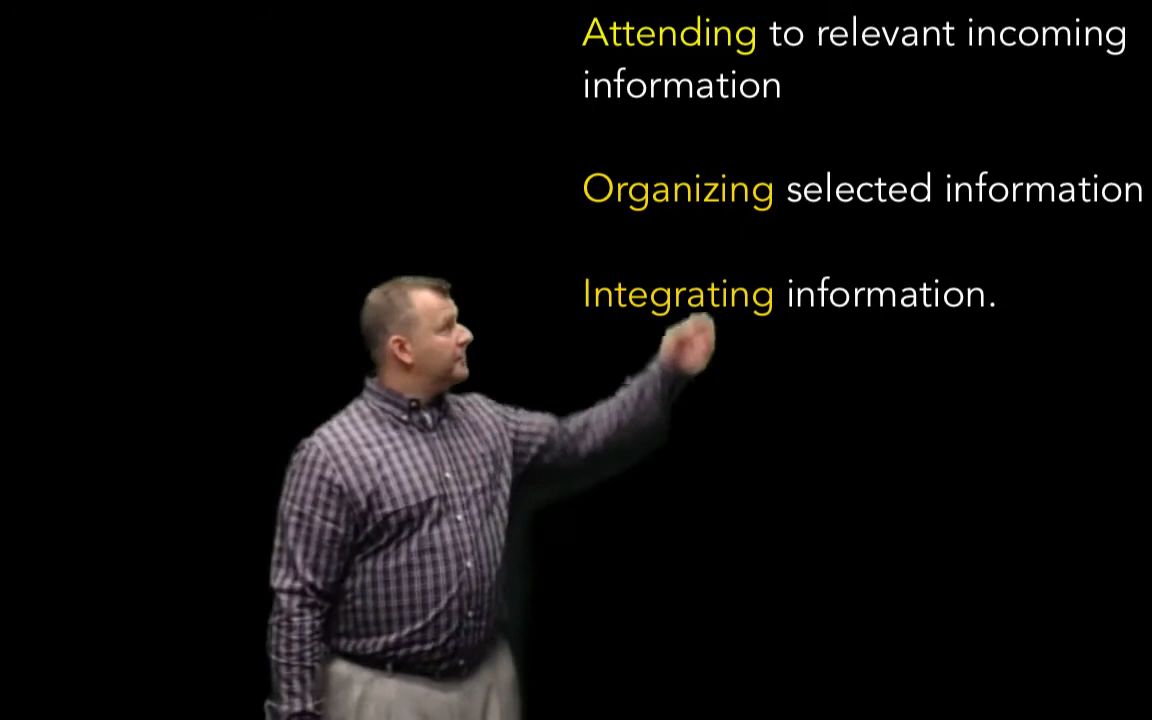 Attending to relevant incoming
information
Organizing selected information
Integrating information.